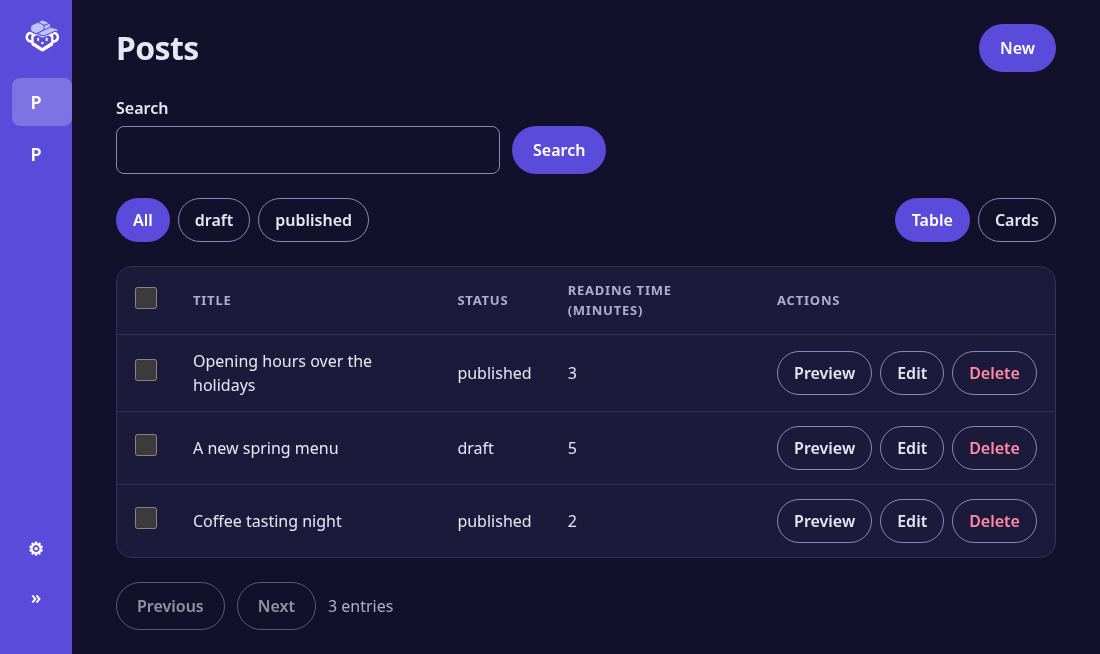 Posts
New
P
P
Search
Search
All
draft
published
Table
Cards
TITLE
STATUS
READING TIME
(MINUTES)
ACTIONS
Opening hours over the
holidays
published
3
Preview
Edit
Delete
A new spring menu
draft
5
Preview
Edit
Delete
Coffee tasting night
published
2
Preview
Edit
Delete
»
Previous
Next
3 entries